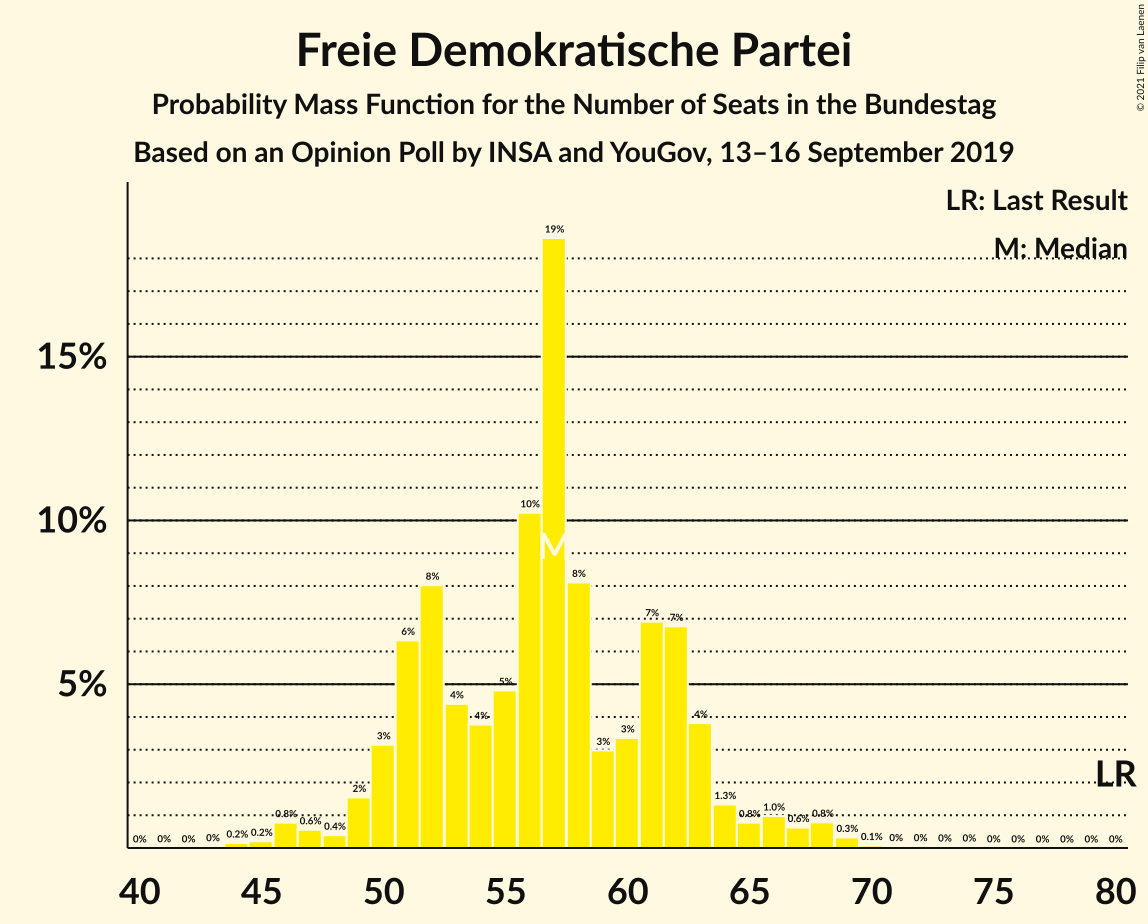 Freie Demokratische Partei
Probability Mass Function for the Number of Seats in the Bundestag
Based on an Opinion Poll by INSA and YouGov, 13–16 September 2019
© 2021 Filip van Laenen
LR: Last Result
M: Median
15%
10%
5%
0% 0% 0% 0% 0.2% 0.2% 0.8% 0.6% 0.4% 2% 3% 6% 8% 4% 4% 5% 10% 19% 8% 3% 3% 7% 7% 4% 1.3% 0.8% 1.0% 0.6% 0.8% 0.3% 0.1% 0% 0% 0% 0% 0% 0% 0% 0% 0% 0%
M
LR
40 45 50 55 60 65 70 75 80